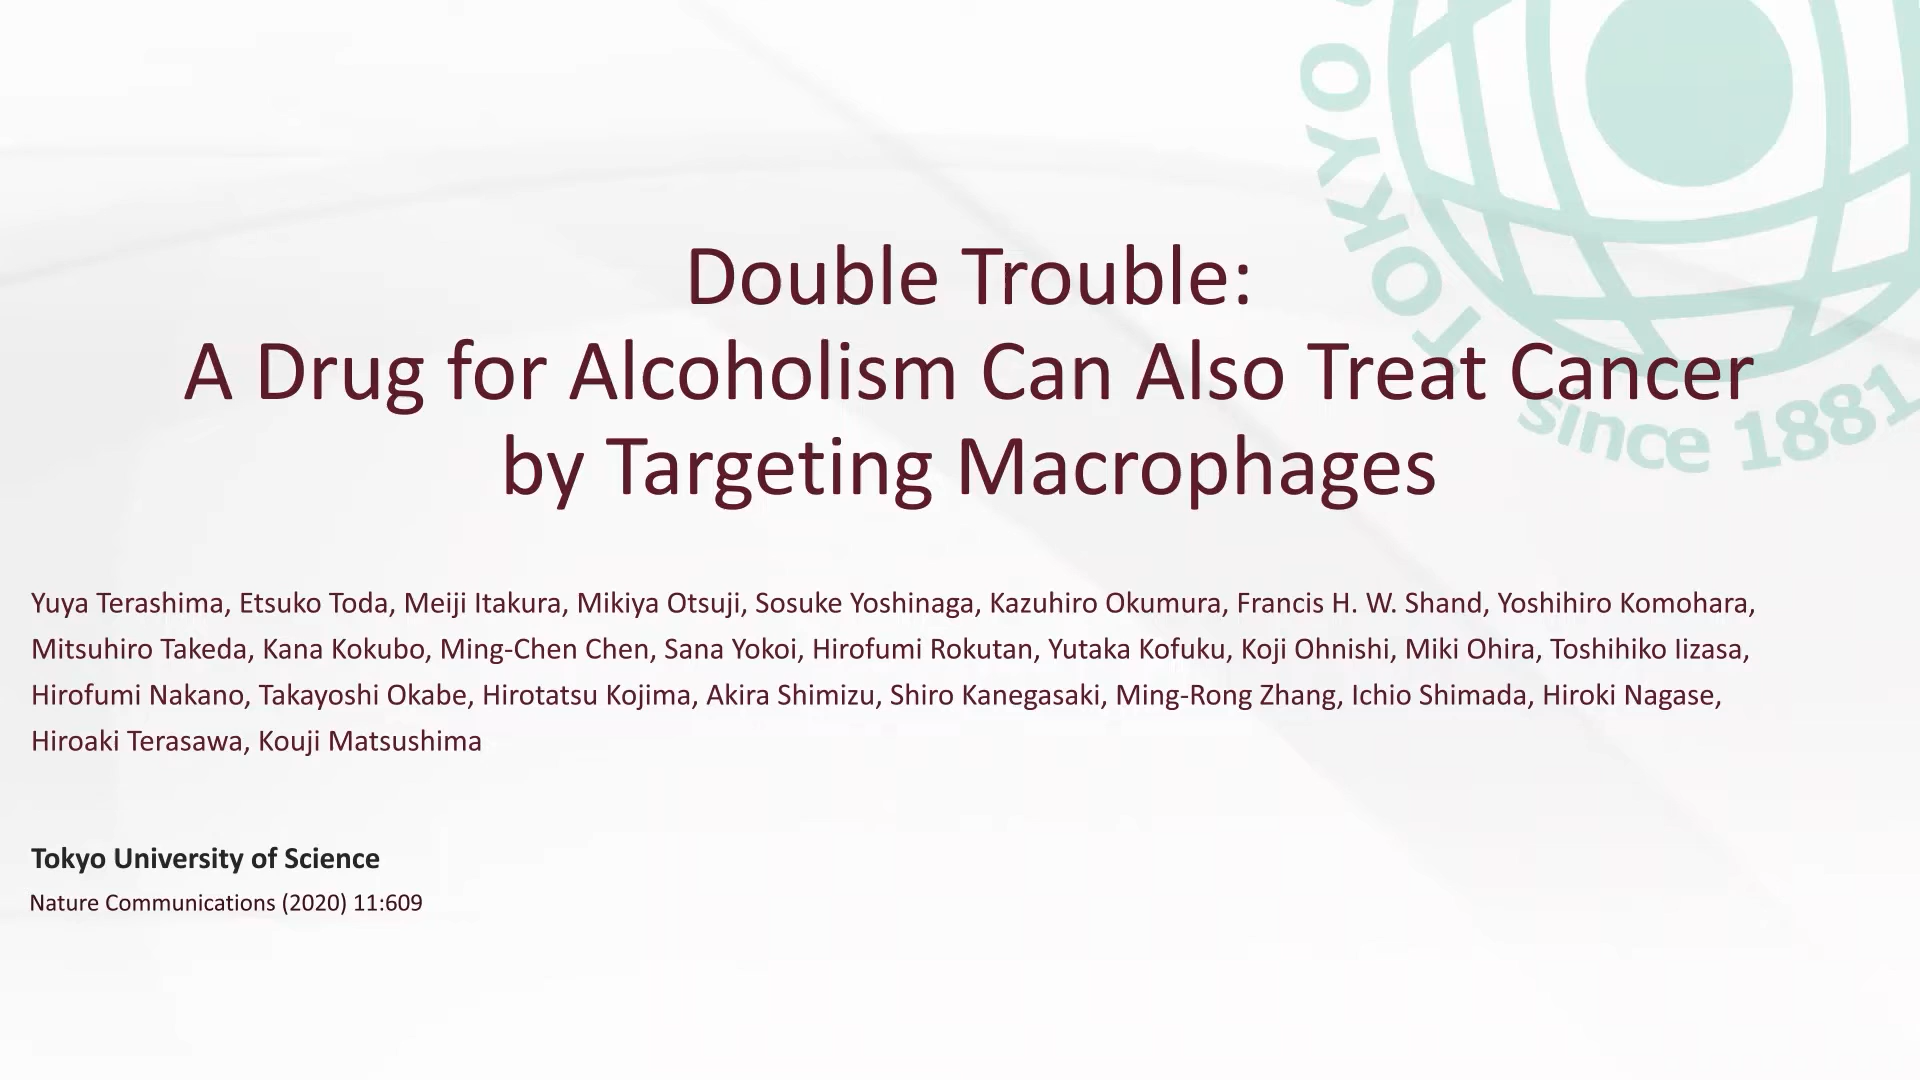 Double Trouble:
A Drug for Alcoholism Can Also Treat Cancer
by Targeting Macrophages
Yuya Terashima, Etsuko Toda, Meiji Itakura, Mikiya Otsuji, Sosuke Yoshinaga, Kazuhiro Okumura, Francis H. W. Shand, Yoshihiro Komohara,
Mitsuhiro Takeda, Kana Kokubo, Ming-Chen Chen, Sana Yokoi, Hirofumi Rokutan, Yutaka Kofuku, Koji Ohnishi, Miki Ohira, Toshihiko Iizasa,
Hirofumi Nakano, Takayoshi Okabe, Hirotatsu Kojima, Akira Shimizu, Shiro Kanegasaki, Ming-Rong Zhang, Ichio Shimada, Hiroki Nagase,
Hiroaki Terasawa, Kouji Matsushima
Tokyo University of Science
Nature Communications (2020) 11:609
TOKYO
since 1881